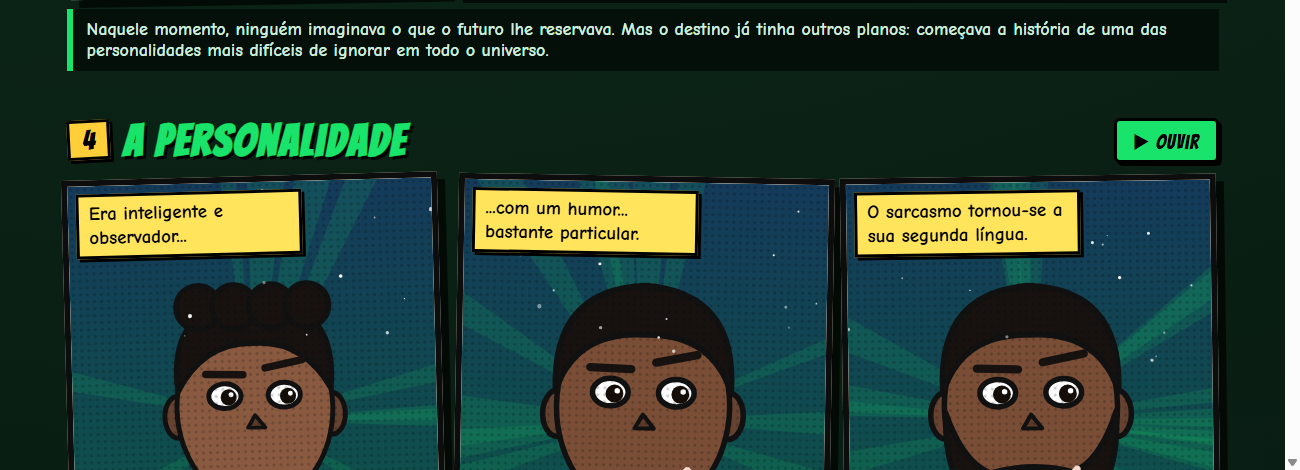 Naquele momento, ninguém imaginava o que o futuro lhe reservava. Mas o destino já tinha outros planos: começava a história de uma das
personalidades mais difíceis de ignorar em todo o universo.
4 A PERSONALIDADE
▶ OUVIR
Era inteligente e
observador...
...com um humor...
bastante particular.
O sarcasmo tornou-se a
sua segunda língua.